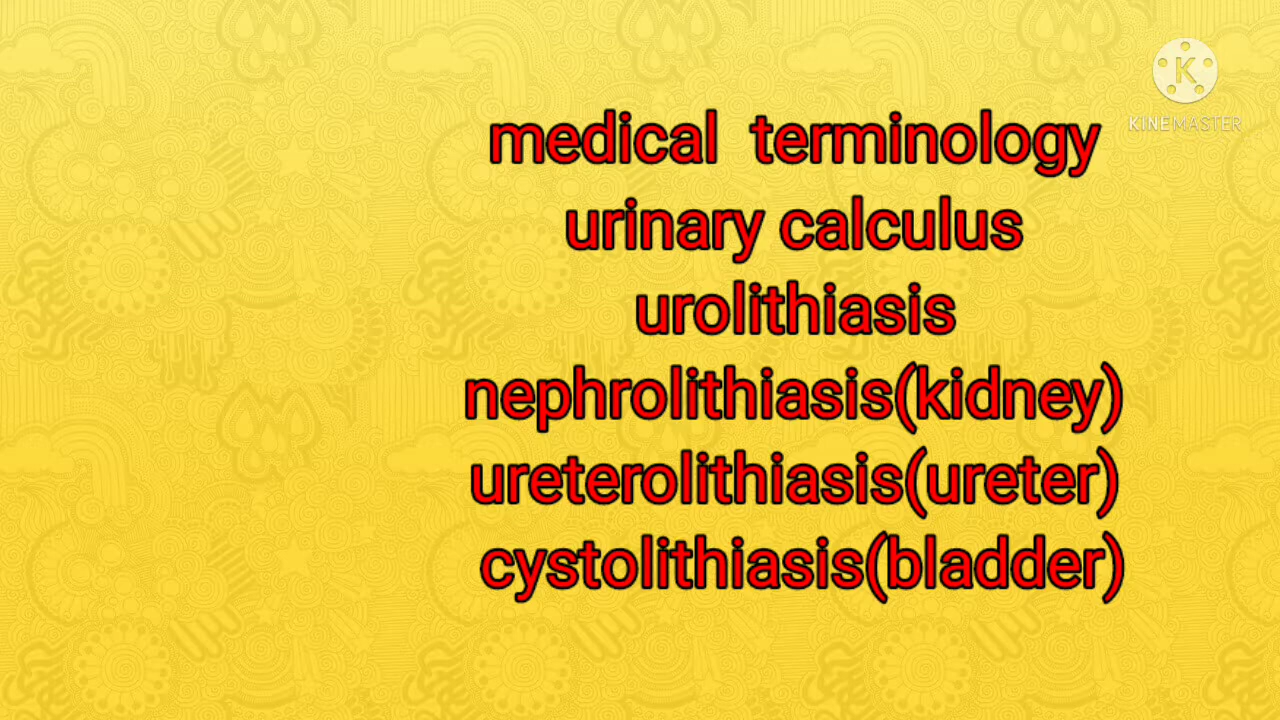 K
KINEMASTER
medical terminology
urinary calculus
urolithiasis
nephrolithiasis(kidney)
ureterolithiasis(ureter)
cystolithiasis(bladder)